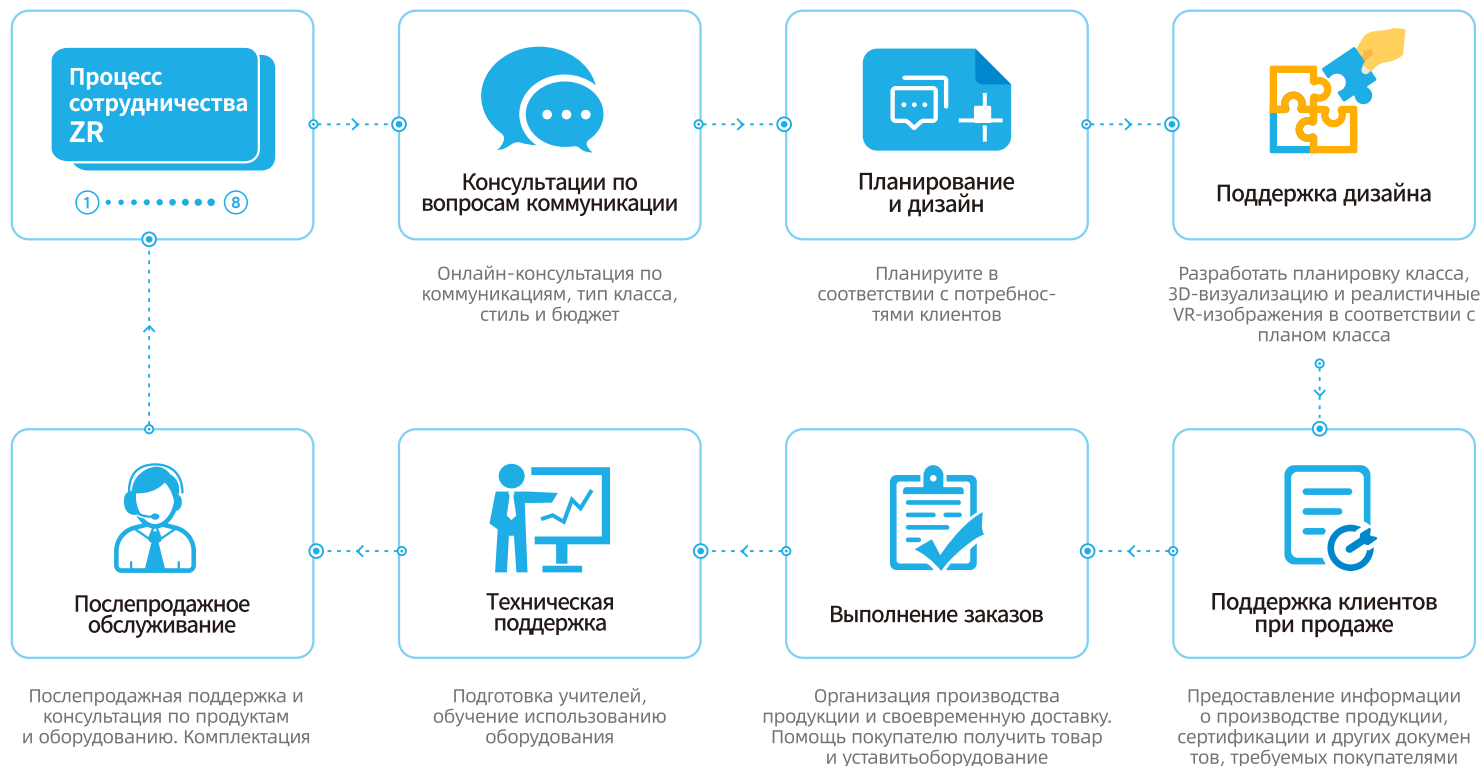 Процесс
сотрудничества
ZR
1
8
Консультации по
вопросам коммуникации
Онлайн-консультация по
коммуникациям, тип класса,
стиль и бюджет
Планирование
и дизайн
Планируите в
соответствии с потребнос-
тями клиентов
Поддержка дизайна
Разработать планировку класса,
3D-визуализацию и реалистичные
VR-изображения в соответствии с
планом класса
Послепродажное
обслуживание
Послепродажная поддержка и
консультация по продуктам
и оборудованию. Комплектация
Техническая
поддержка
Подготовка учителей,
обучение использованию
оборудования
Выполнение заказов
Организация производства
продукции и своевременную доставку.
Помощь покупателю получить товар
и уставитьоборудование
Поддержка клиентов
при продаже
Предоставление информации
о производстве продукции,
сертификации и других докумен
тов, требуемых покупателями